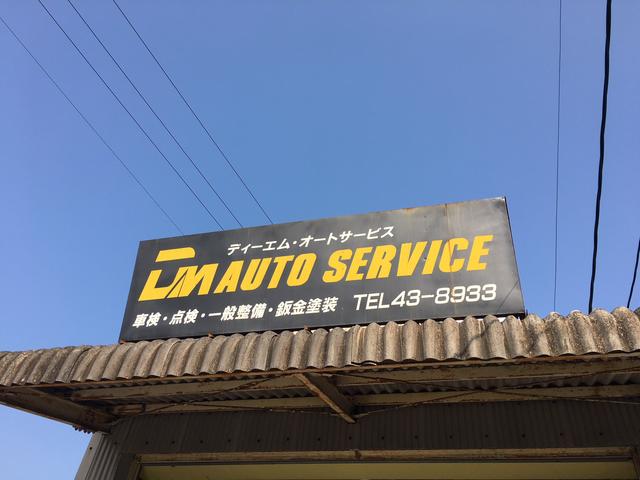 ディーエム・オートサービス
DM AUTO SERVICE
車検・点検・一般整備・鈑金塗装 TEL43-8933